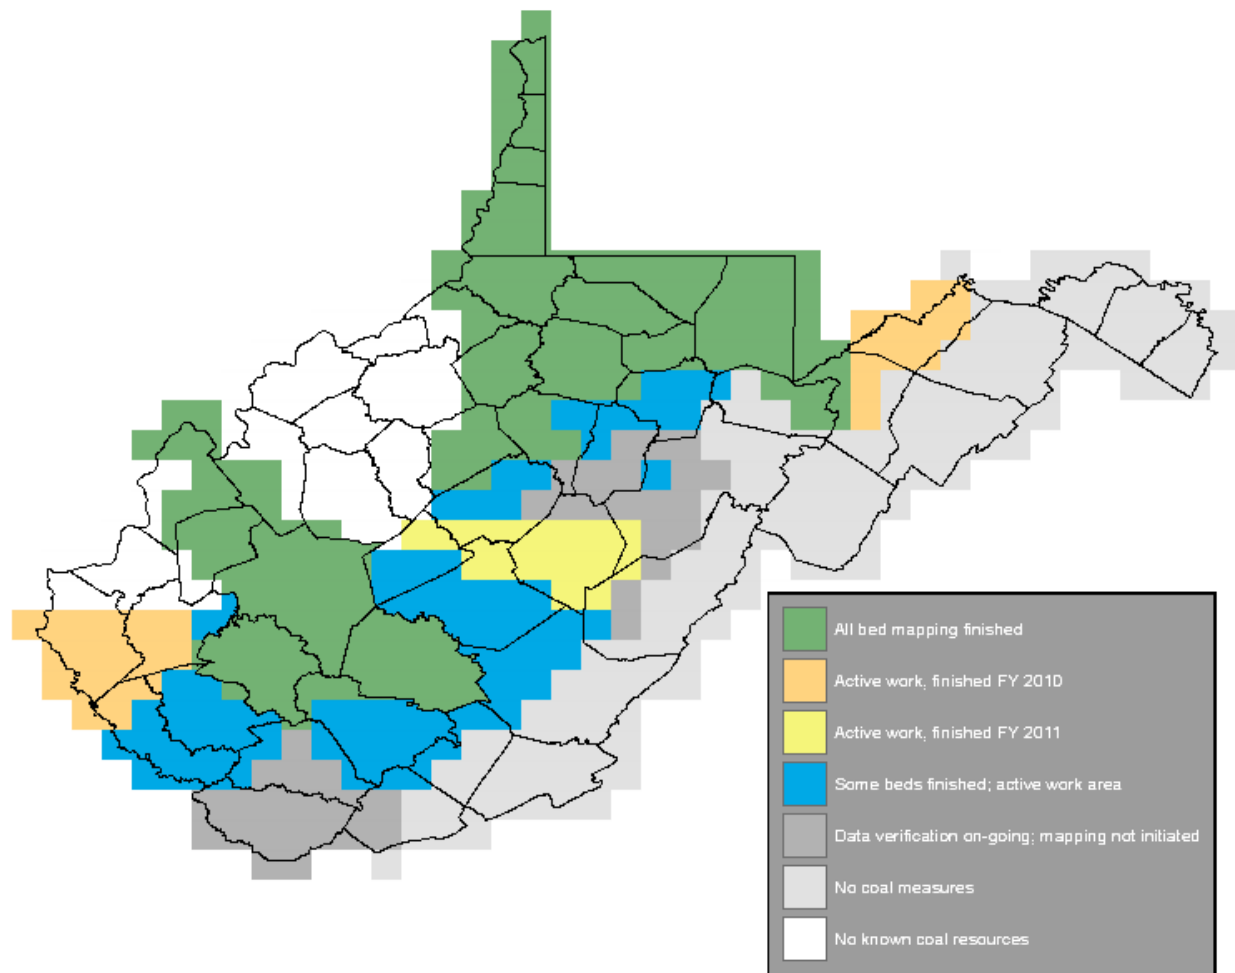 All bed mapping finished
Active work, finished FY 2010
Active work, finished FY 2011
Some beds finished; active work area
Data verification on-going; mapping not initiated
No coal measures
No known coal resources